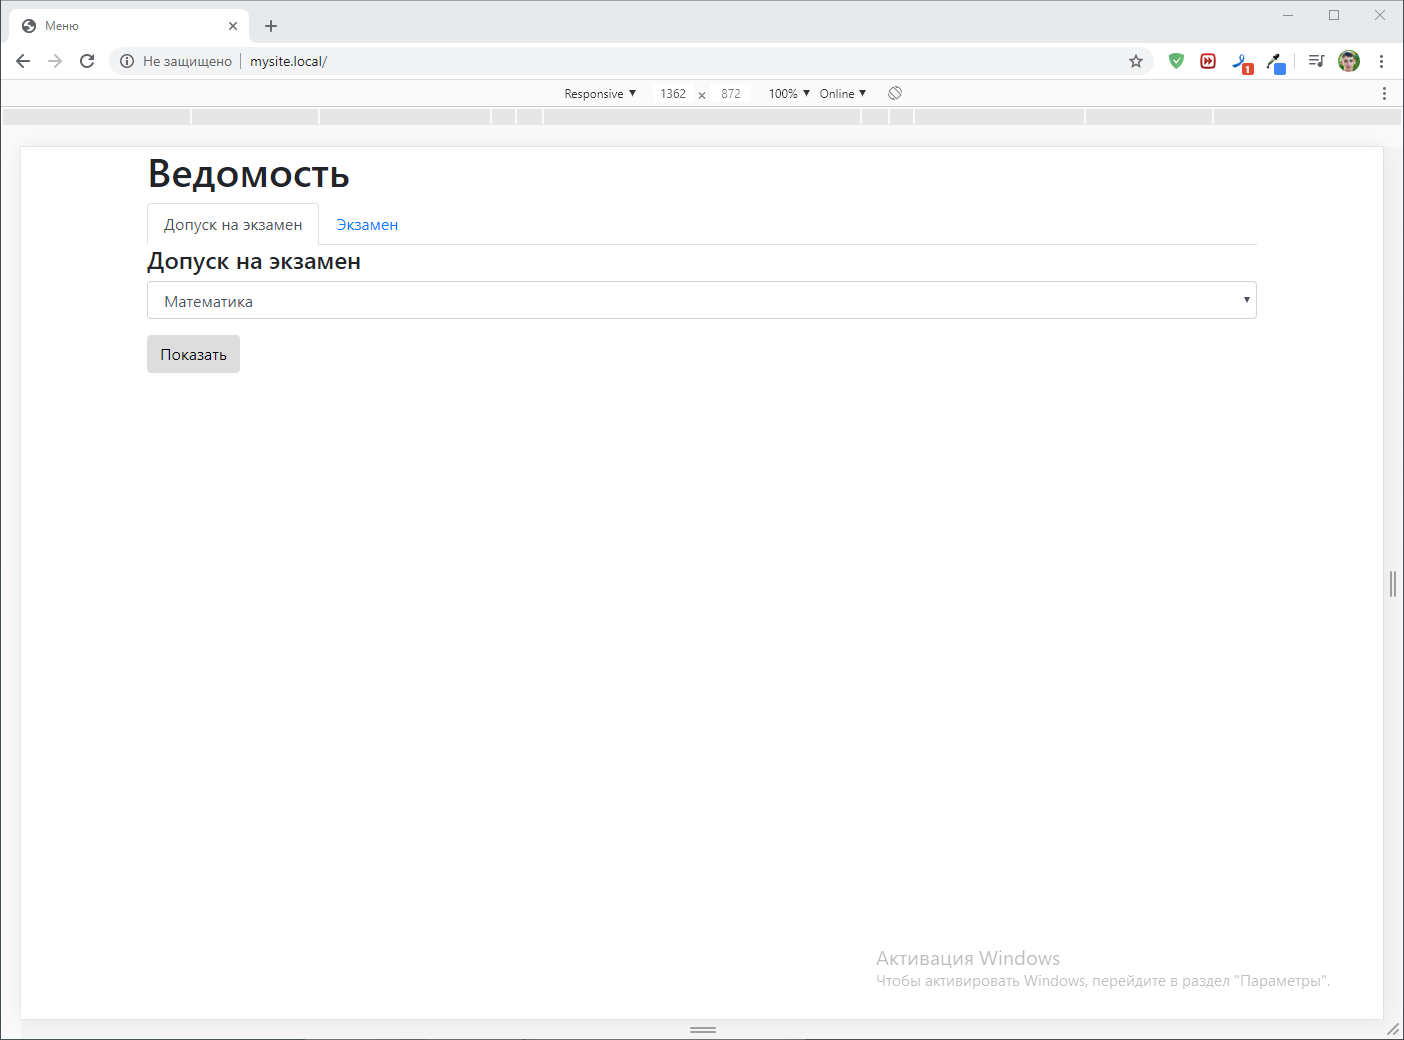 Меню
Не защищено mysite.local/
1
Responsive ▼ 1362 × 872 100% ▼ Online ▼
Ведомость
Допуск на экзамен Экзамен
Допуск на экзамен
Математика
Показать
Активация Windows
Чтобы активировать Windows, перейдите в раздел "Параметры".